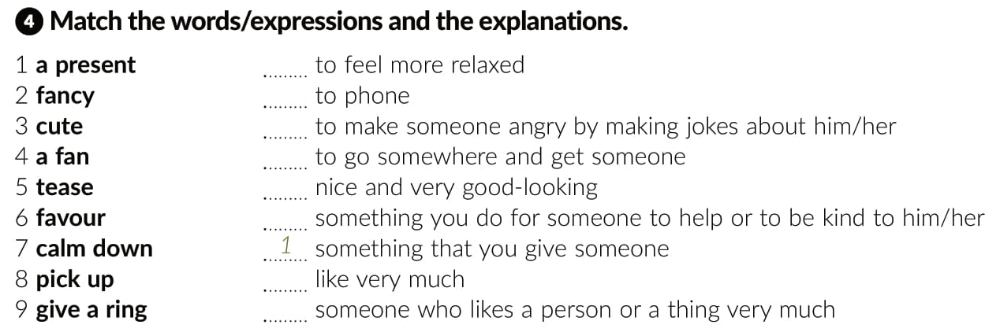 4 Match the words/expressions and the explanations.
1 a present ......... to feel more relaxed
2 fancy ......... to phone
3 cute ......... to make someone angry by making jokes about him/her
4 a fan ......... to go somewhere and get someone
5 tease ......... nice and very good-looking
6 favour ......... something you do for someone to help or to be kind to him/her
7 calm down ...1... something that you give someone
8 pick up ......... like very much
9 give a ring ......... someone who likes a person or a thing very much